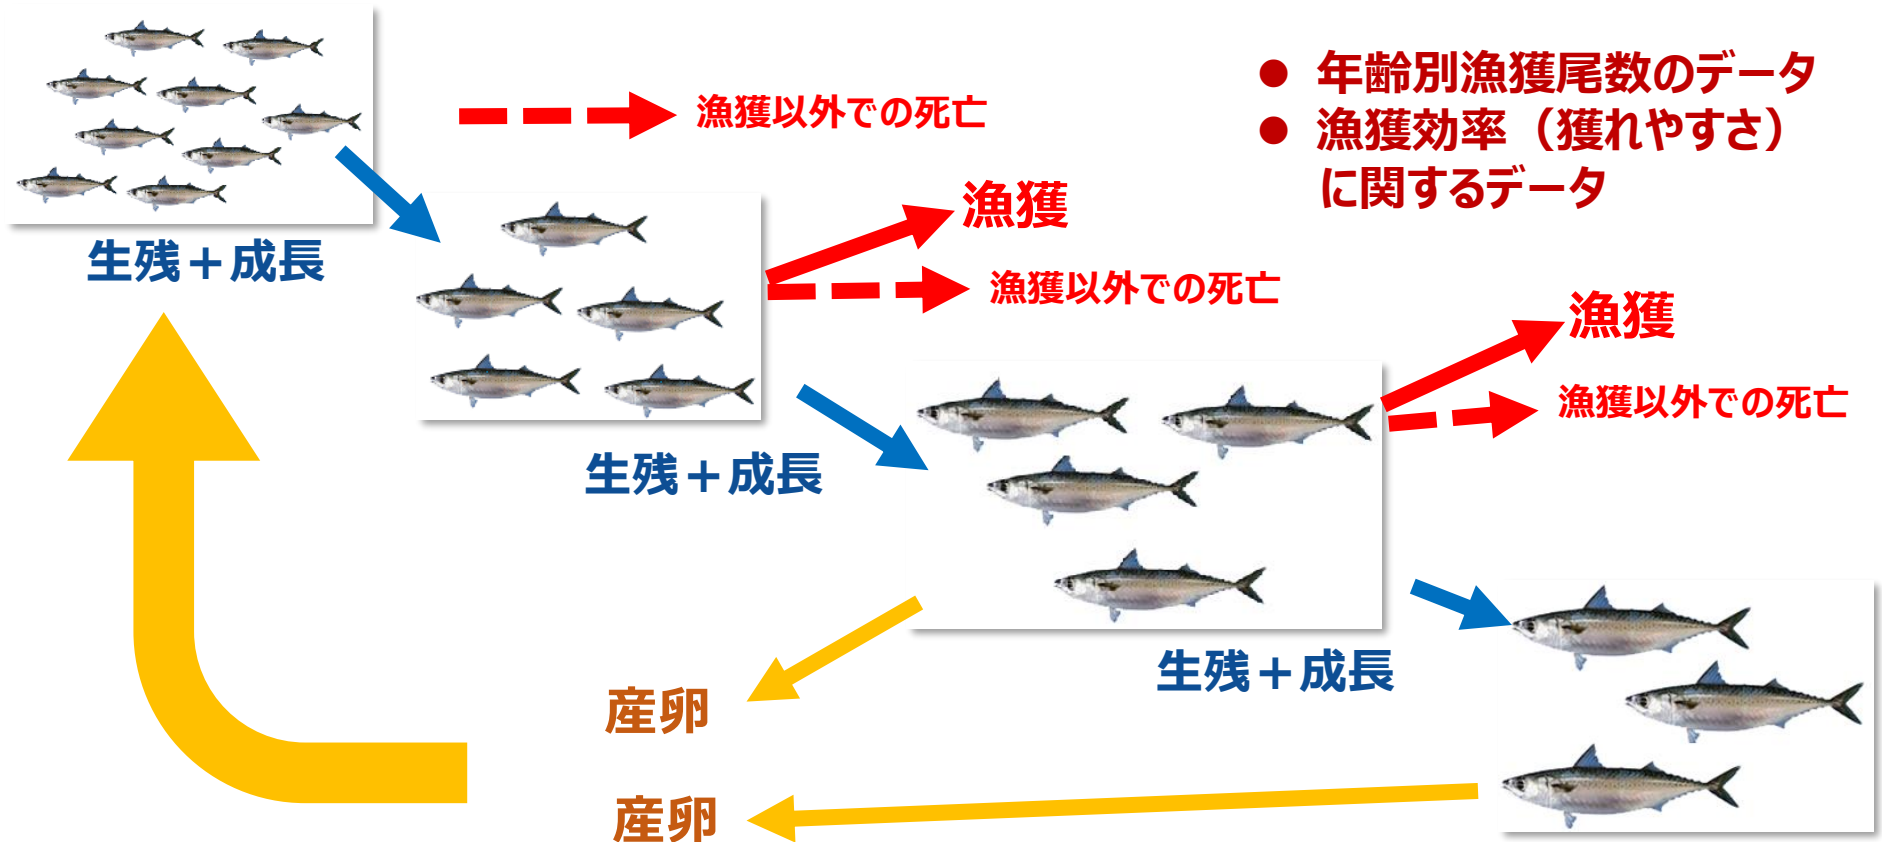 ● 年齢別漁獲尾数のデータ
● 漁獲効率（獲れやすさ）
に関するデータ
漁獲以外での死亡
生残＋成長
漁獲
漁獲以外での死亡
生残＋成長
漁獲
漁獲以外での死亡
生残＋成長
産卵
産卵